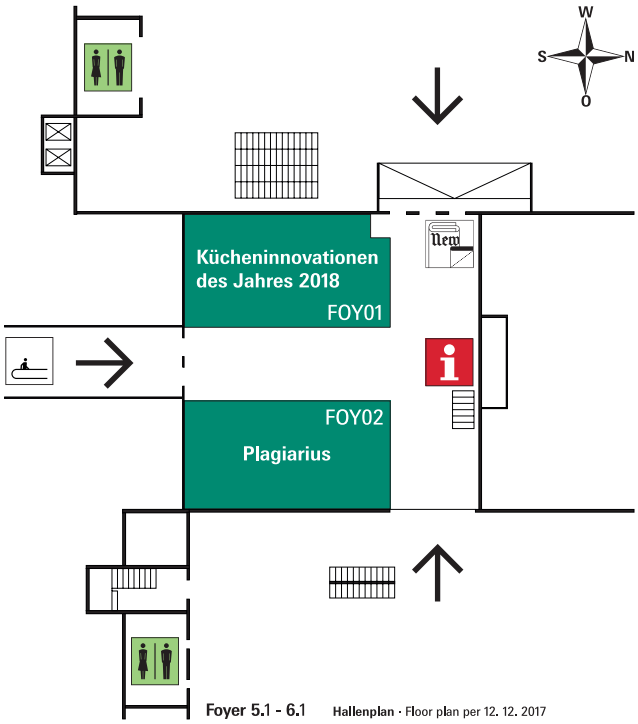 W
S N
O
New
Kücheninnovationen
des Jahres 2018
FOY01
i
FOY02
Plagiarius
Foyer 5.1 - 6.1 Hallenplan · Floor plan per 12. 12. 2017